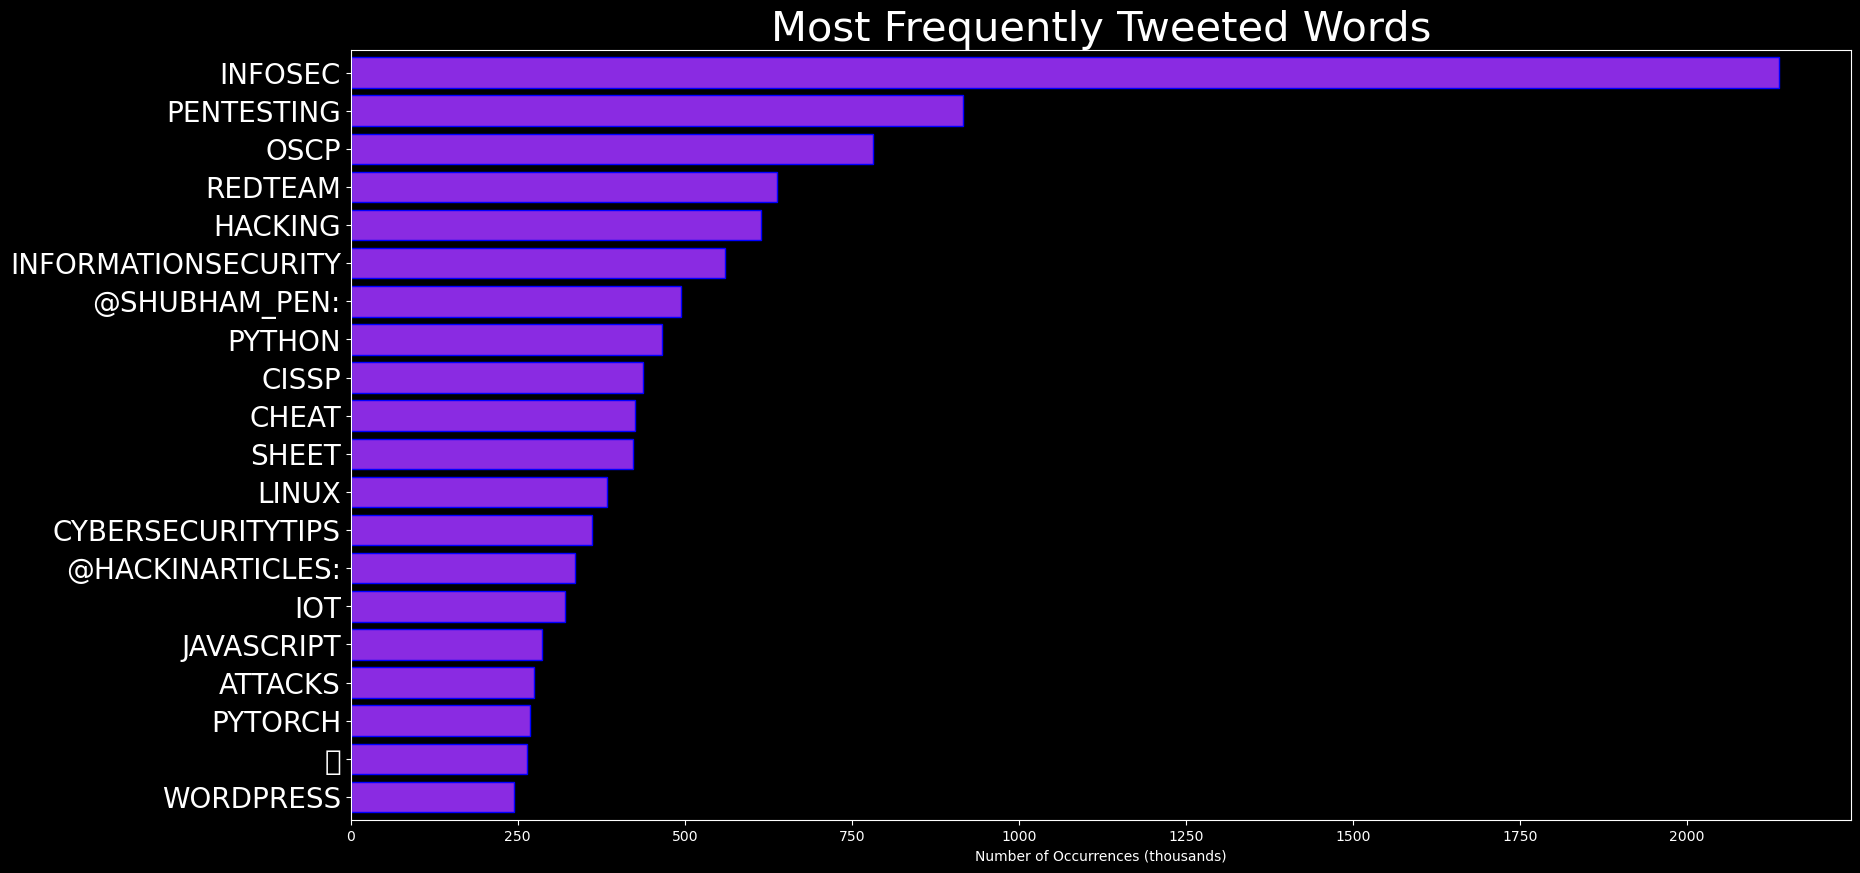 Most Frequently Tweeted Words
INFOSEC
PENTESTING
OSCP
REDTEAM
HACKING
INFORMATIONSECURITY
@SHUBHAM_PEN:
PYTHON
CISSP
CHEAT
SHEET
LINUX
CYBERSECURITYTIPS
@HACKINARTICLES:
IOT
JAVASCRIPT
ATTACKS
PYTORCH
WORDPRESS
0 250 500 750 1000 1250 1500 1750 2000
Number of Occurrences (thousands)